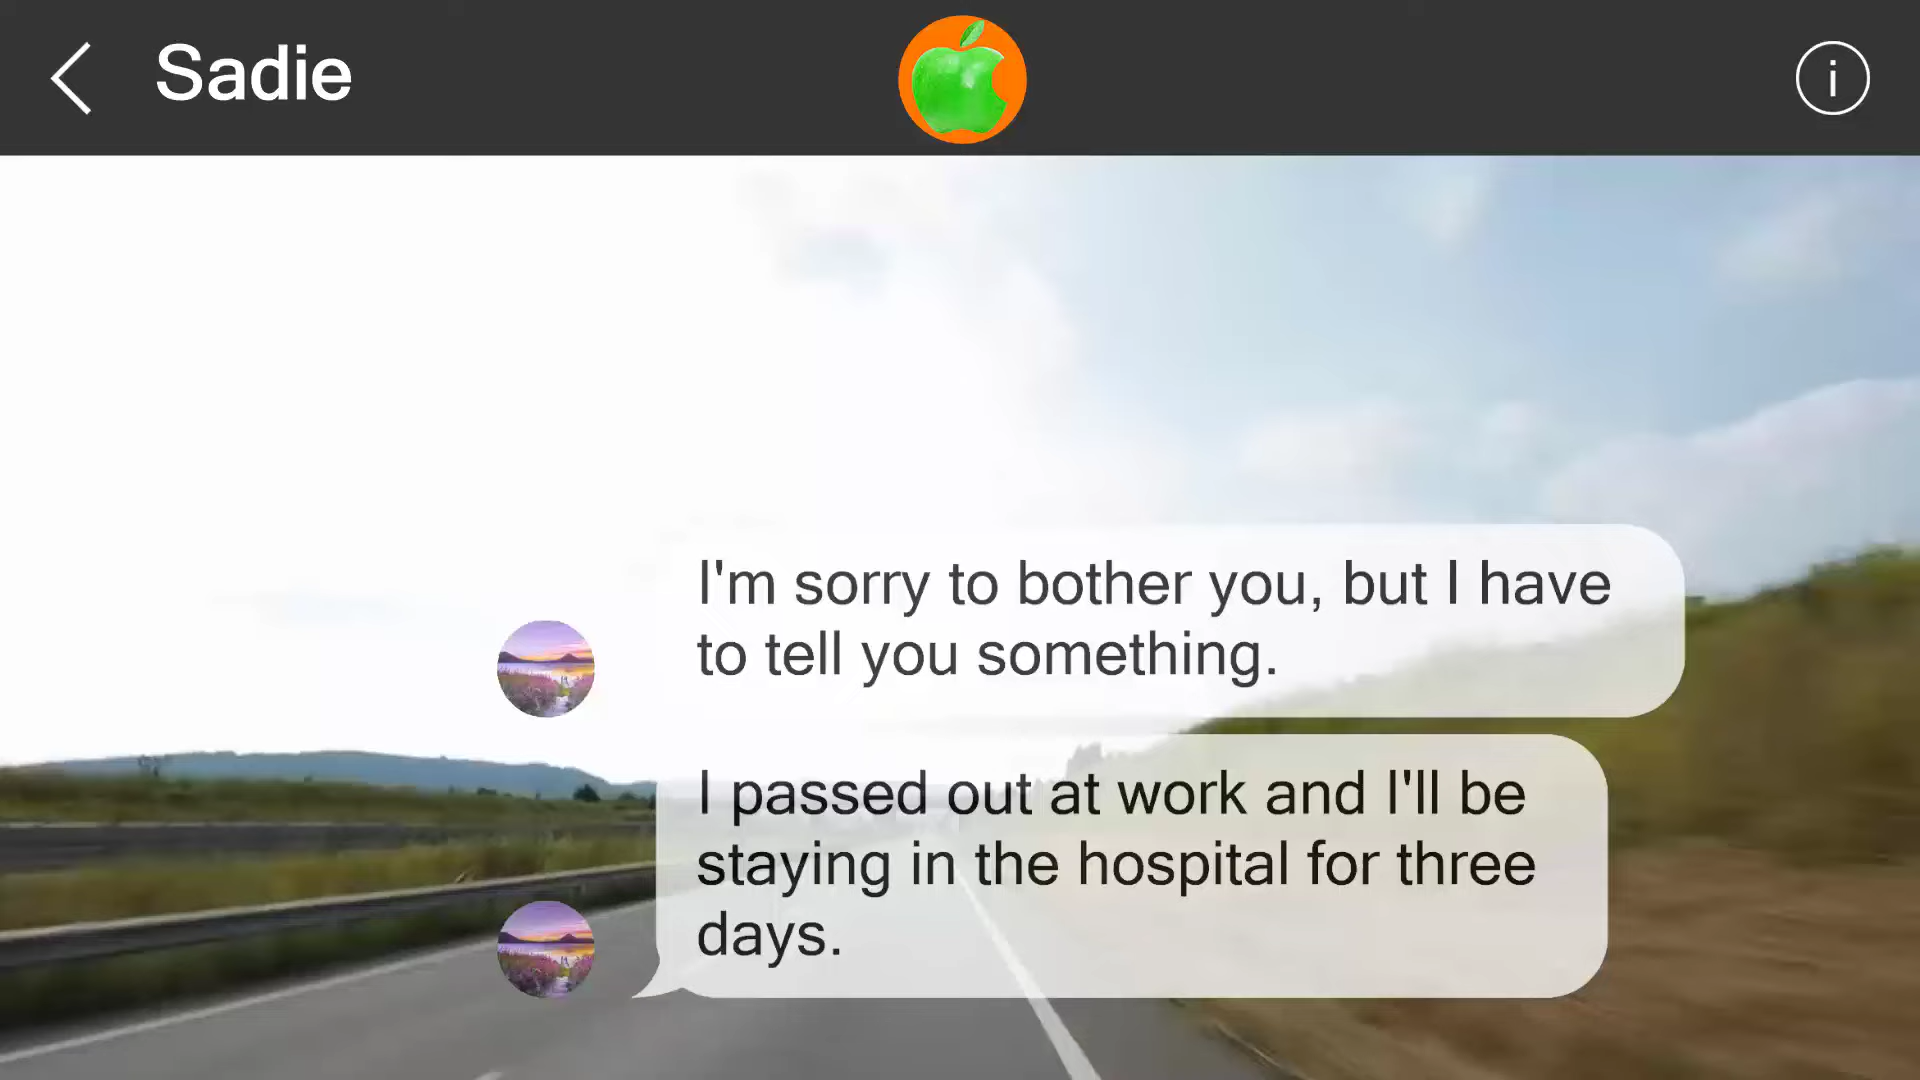 Sadie
i
I'm sorry to bother you, but I have
to tell you something.
I passed out at work and I'll be
staying in the hospital for three
days.